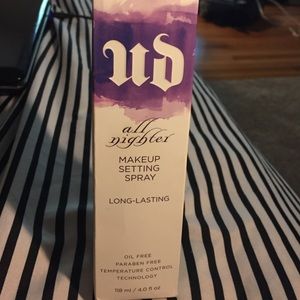 UD
all
nighter
MAKEUP
SETTING
SPRAY
LONG-LASTING
OIL FREE
PARABEN FREE
TEMPERATURE CONTROL
TECHNOLOGY
118 ml / 4.0 fl oz